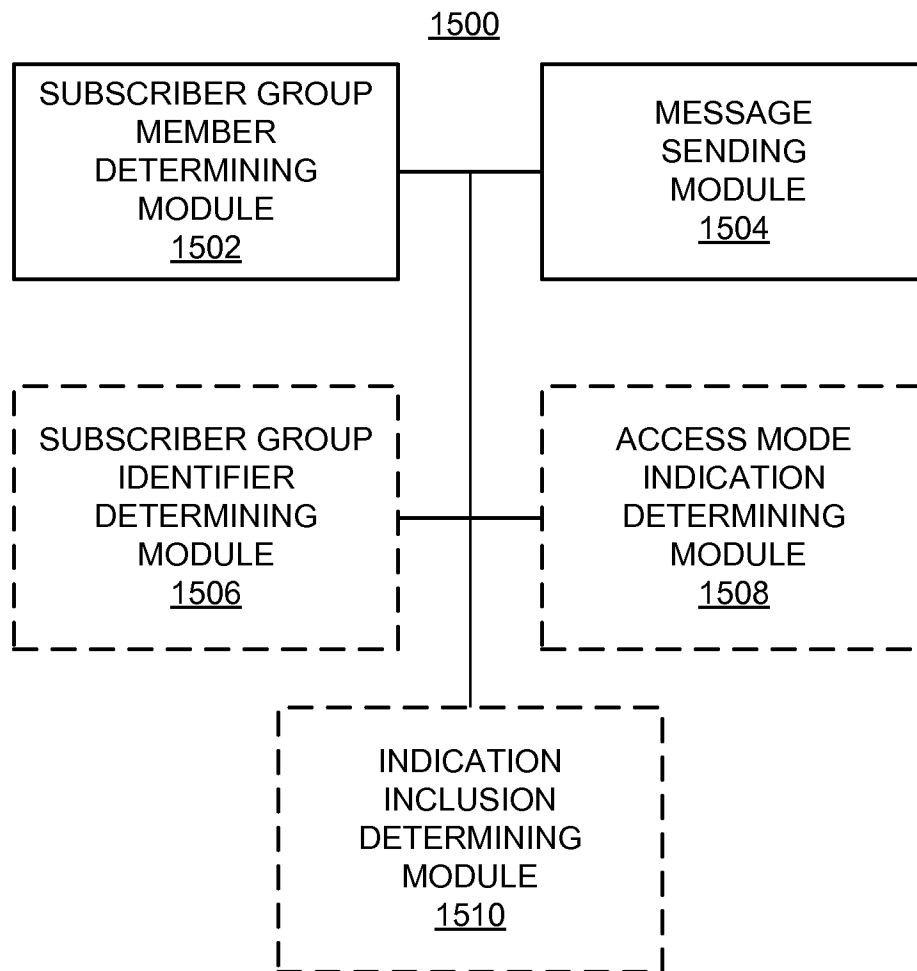 1500
SUBSCRIBER GROUP
MEMBER
DETERMINING
MODULE
1502
MESSAGE
SENDING
MODULE
1504
SUBSCRIBER GROUP
IDENTIFIER
DETERMINING
MODULE
1506
ACCESS MODE
INDICATION
DETERMINING
MODULE
1508
INDICATION
INCLUSION
DETERMINING
MODULE
1510